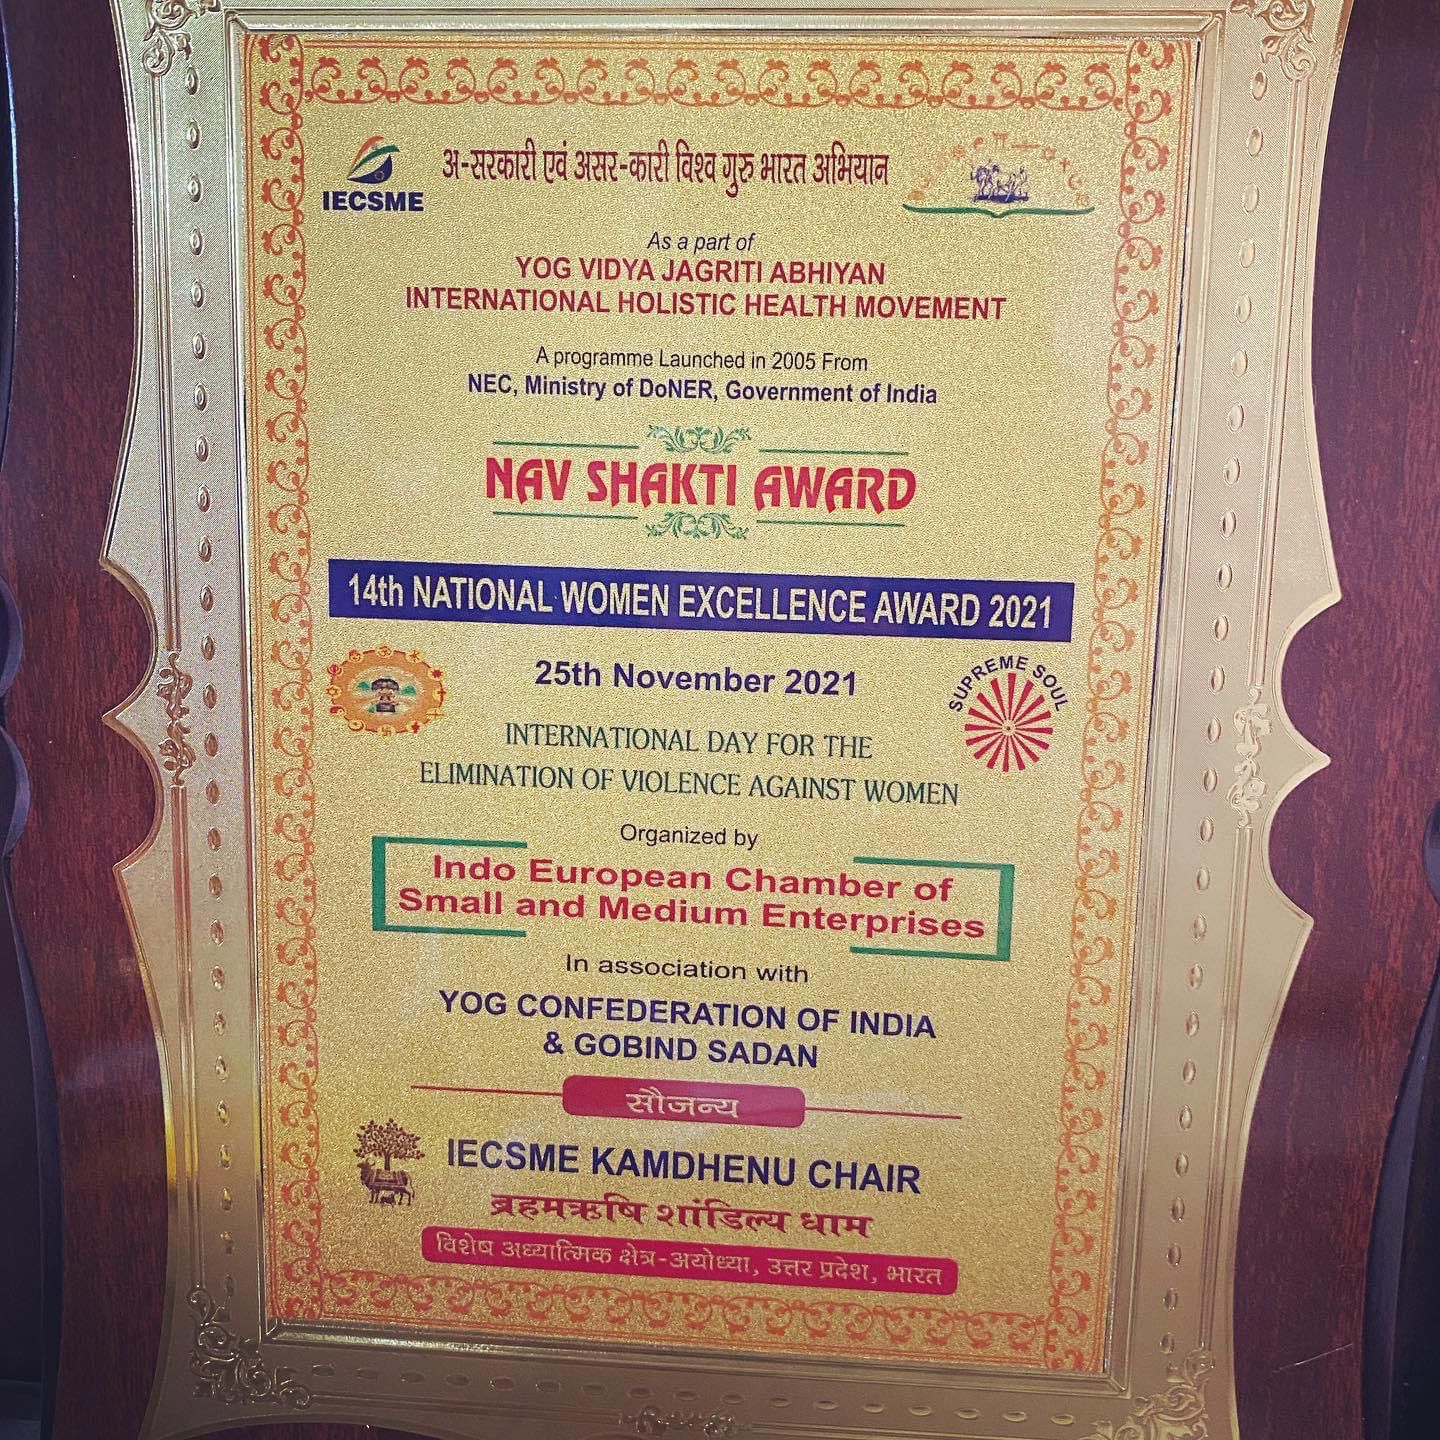 IECSME
अ-सरकारी एवं असर-कारी विश्व गुरु भारत अभियान
As a part of
YOG VIDYA JAGRITI ABHIYAN
INTERNATIONAL HOLISTIC HEALTH MOVEMENT
A programme Launched in 2005 From
NEC, Ministry of DoNER, Government of India
NAV SHAKTI AWARD
14th NATIONAL WOMEN EXCELLENCE AWARD 2021
25th November 2021
SUPREME SOUL
INTERNATIONAL DAY FOR THE
ELIMINATION OF VIOLENCE AGAINST WOMEN
Organized by
Indo European Chamber of
Small and Medium Enterprises
In association with
YOG CONFEDERATION OF INDIA
& GOBIND SADAN
सौजन्य
IECSME KAMDHENU CHAIR
ब्रहमऋषि शांडिल्य धाम
विशेष अध्यात्मिक क्षेत्र-अयोध्या, उत्तर प्रदेश, भारत